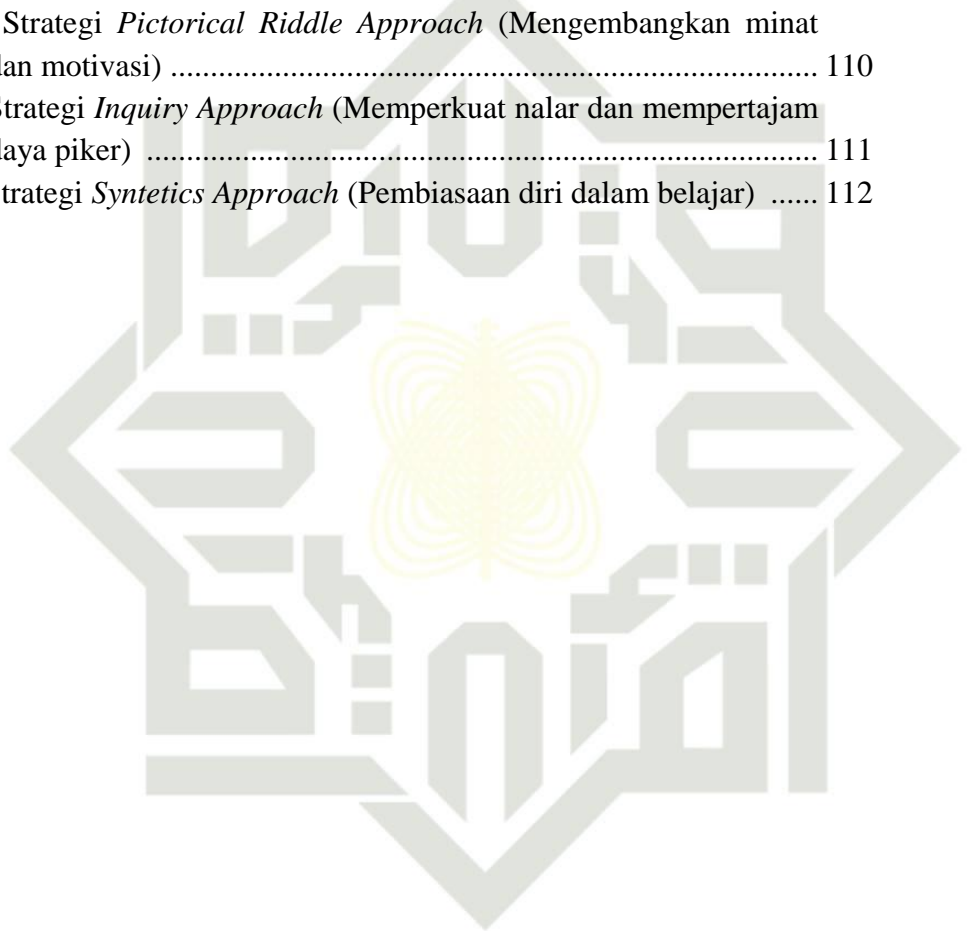 Strategi Pictorical Riddle Approach (Mengembangkan minat
dan motivasi) ................................................................................. 110
Strategi Inquiry Approach (Memperkuat nalar dan mempertajam
daya piker) .................................................................................... 111
trategi Syntetics Approach (Pembiasaan diri dalam belajar) ...... 112